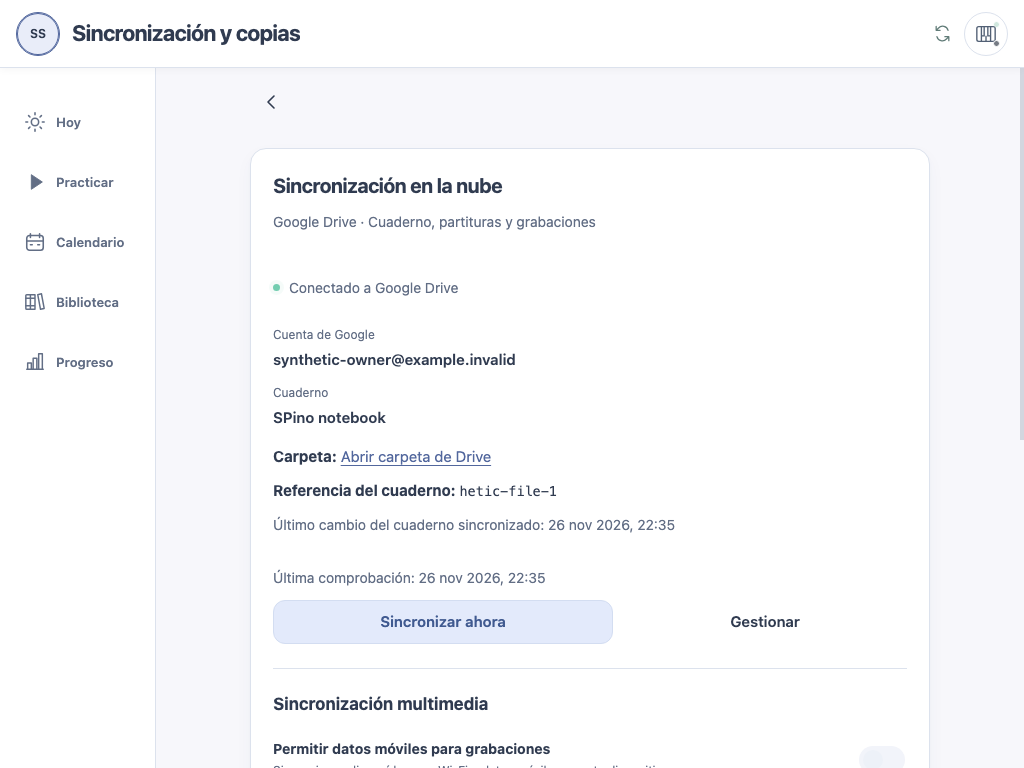 SS
Sincronización y copias
Hoy
Practicar
Calendario
Biblioteca
Progreso
Sincronización en la nube
Google Drive · Cuaderno, partituras y grabaciones
Conectado a Google Drive
Cuenta de Google
synthetic-owner@example.invalid
Cuaderno
SPino notebook
Carpeta: Abrir carpeta de Drive
Referencia del cuaderno: hetic-file-1
Último cambio del cuaderno sincronizado: 26 nov 2026, 22:35
Última comprobación: 26 nov 2026, 22:35
Sincronizar ahora
Gestionar
Sincronización multimedia
Permitir datos móviles para grabaciones